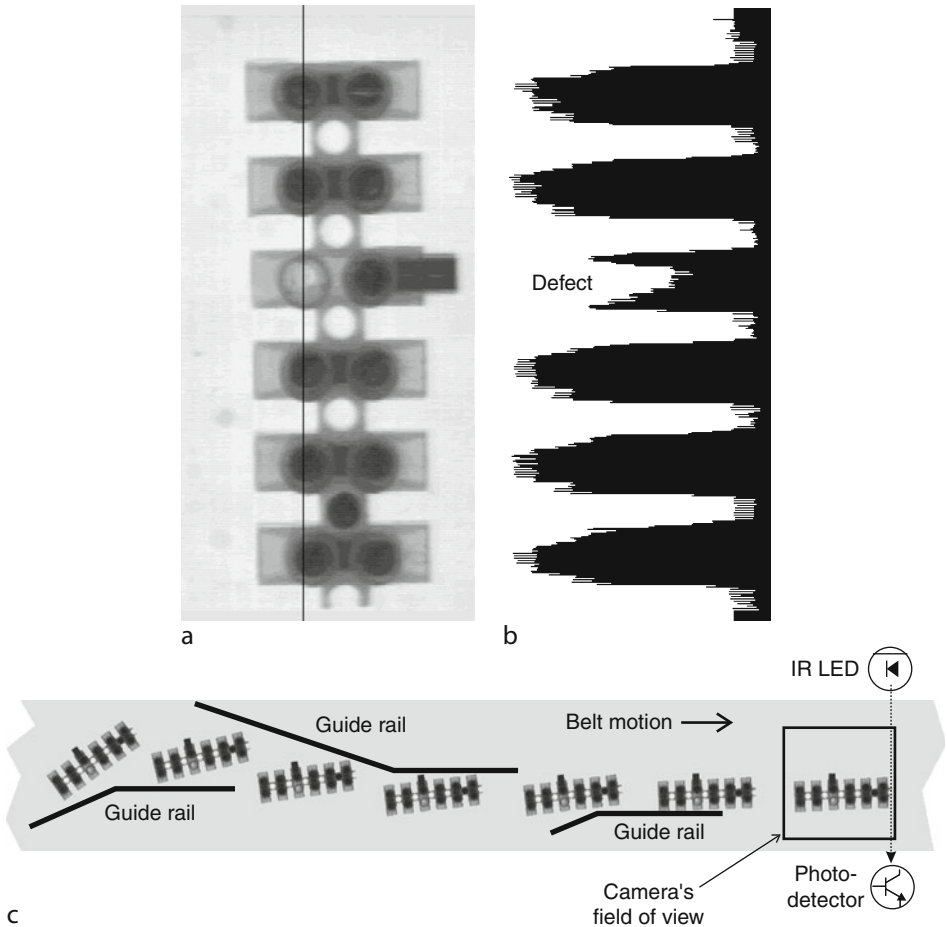 Defect
a
b
IR LED
Guide rail
Belt motion
Guide rail
Guide rail
Photo-
detector
Camera's
field of view
c